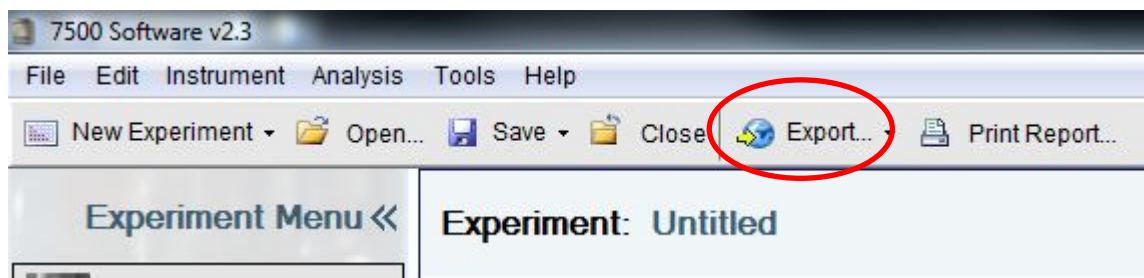 7500 Software v2.3
File Edit Instrument Analysis Tools Help
New Experiment Open... Save Close Export... Print Report...
Experiment Menu «
Experiment: Untitled